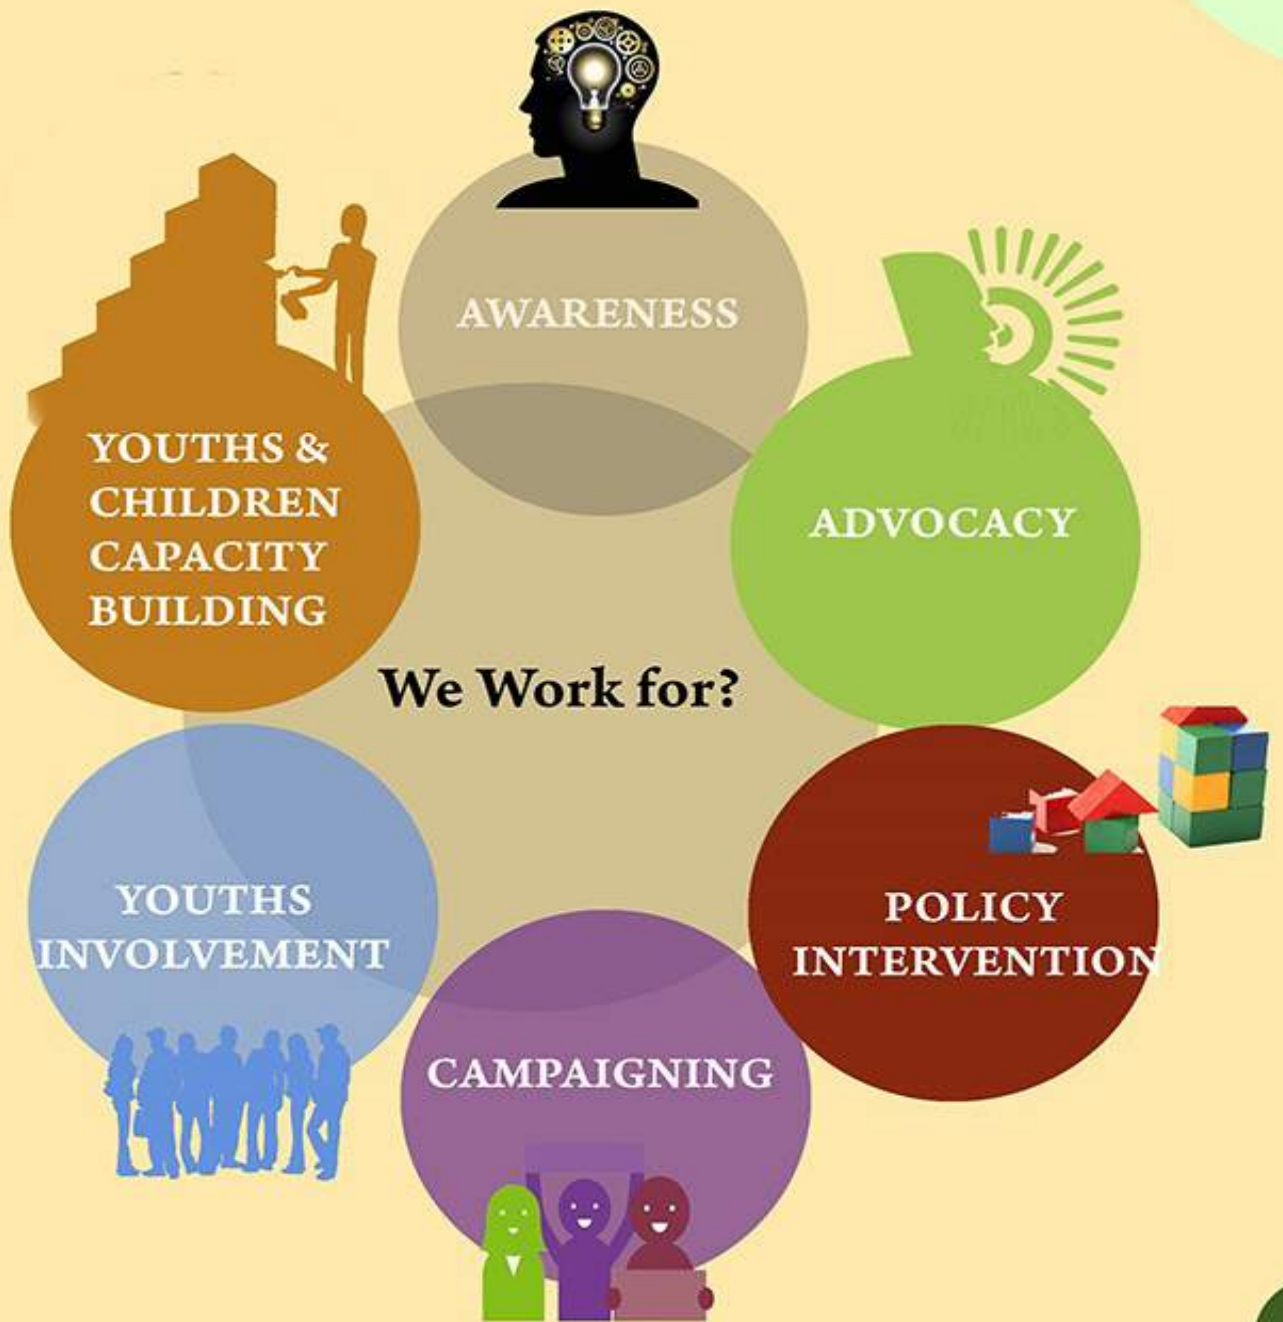 AWARENESS
ADVOCACY
YOUTHS &
CHILDREN
CAPACITY
BUILDING
We Work for?
YOUTHS
INVOLVEMENT
POLICY
INTERVENTION
CAMPAIGNING